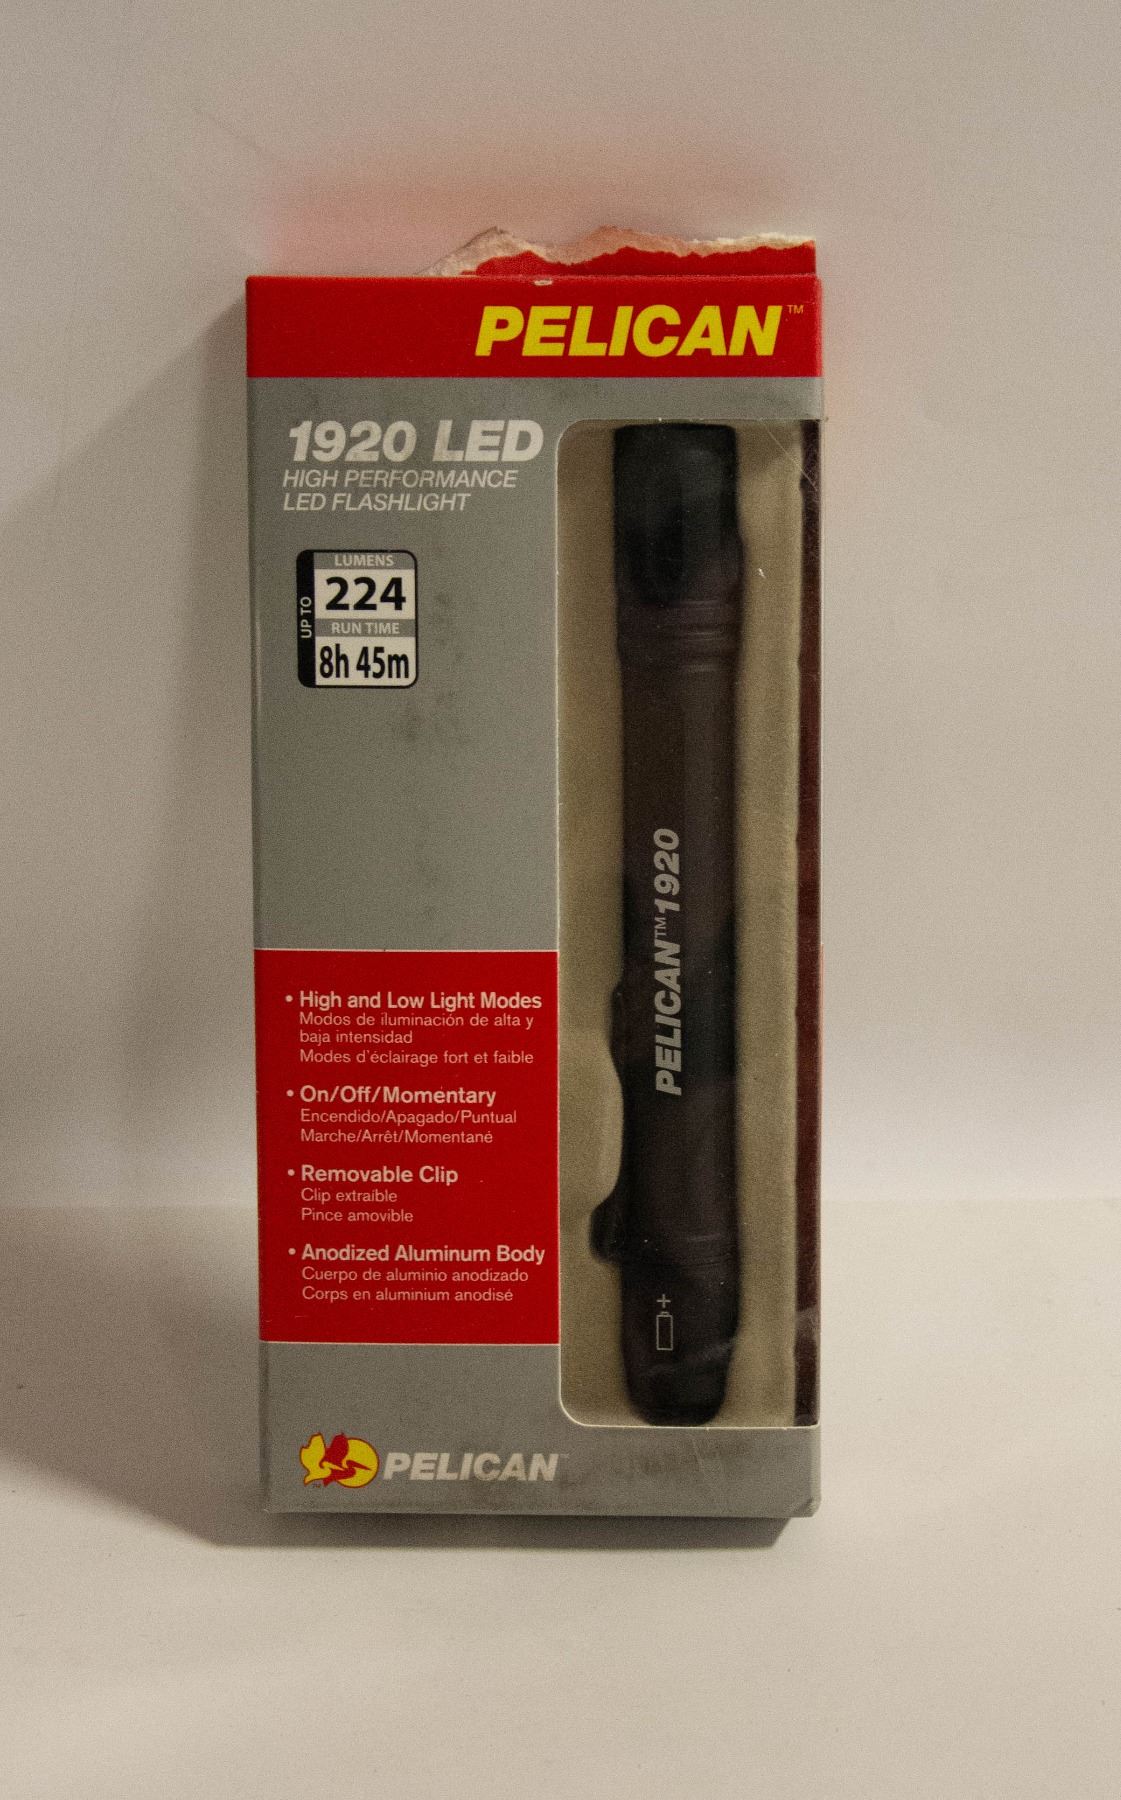 PELICAN™
1920 LED
HIGH PERFORMANCE
LED FLASHLIGHT
UP TO
LUMENS
224
RUN TIME
8h 45m
PELICAN™1920
• High and Low Light Modes
Modos de iluminación de alta y
baja intensidad
Modes d'éclairage fort et faible
• On/Off/Momentary
Encendido/Apagado/Puntual
Marche/Arrêt/Momentané
• Removable Clip
Clip extraíble
Pince amovible
• Anodized Aluminum Body
Cuerpo de aluminio anodizado
Corps en aluminium anodisé
+
PELICAN™